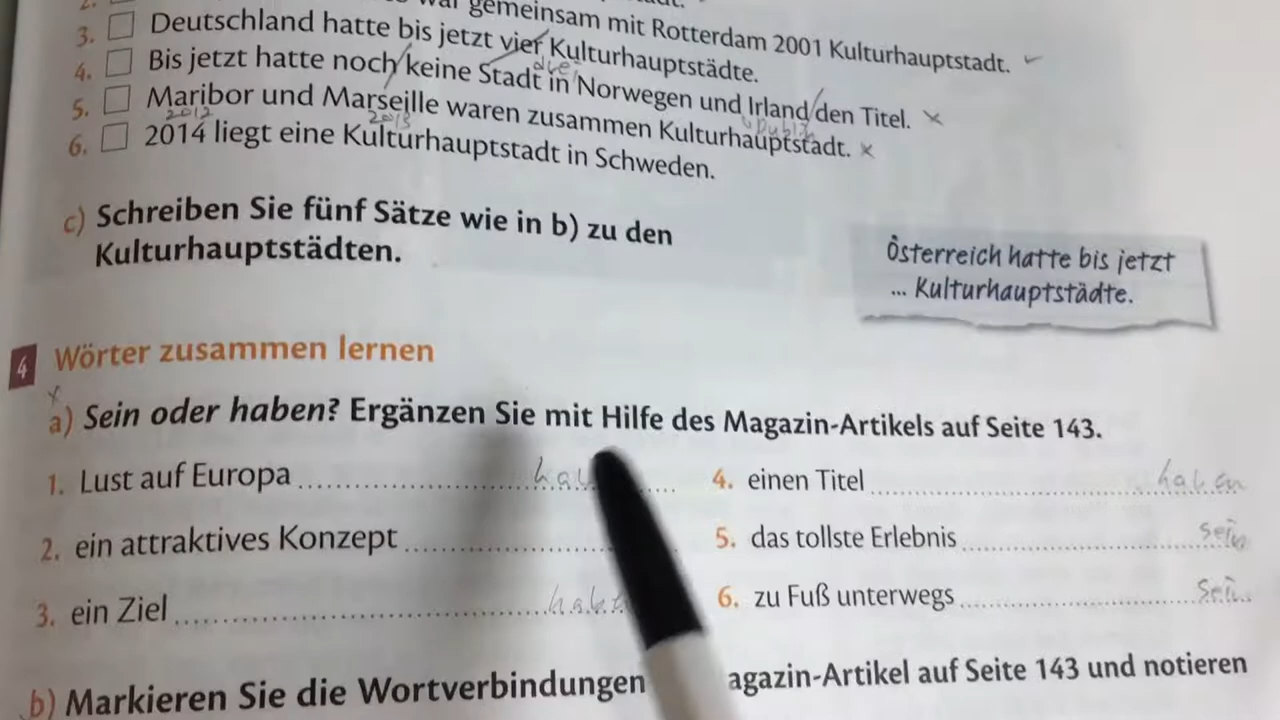 2. war gemeinsam mit Rotterdam 2001 Kulturhauptstadt.
3. Deutschland hatte bis jetzt vier Kulturhauptstädte.
4. Bis jetzt hatte noch keine Stadt in Norwegen und Irland den Titel. ×
die
5. Maribor und Marseille waren zusammen Kulturhauptstadt. ×
2012 2013 Dublin
6. 2014 liegt eine Kulturhauptstadt in Schweden.
c) Schreiben Sie fünf Sätze wie in b) zu den
Kulturhauptstädten.
Österreich hatte bis jetzt
... Kulturhauptstädte.
4 Wörter zusammen lernen
a) Sein oder haben? Ergänzen Sie mit Hilfe des Magazin-Artikels auf Seite 143.
1. Lust auf Europa
4. einen Titel haben
2. ein attraktives Konzept
5. das tollste Erlebnis sein
3. ein Ziel
6. zu Fuß unterwegs sein
b) Markieren Sie die Wortverbindungen agazin-Artikel auf Seite 143 und notieren